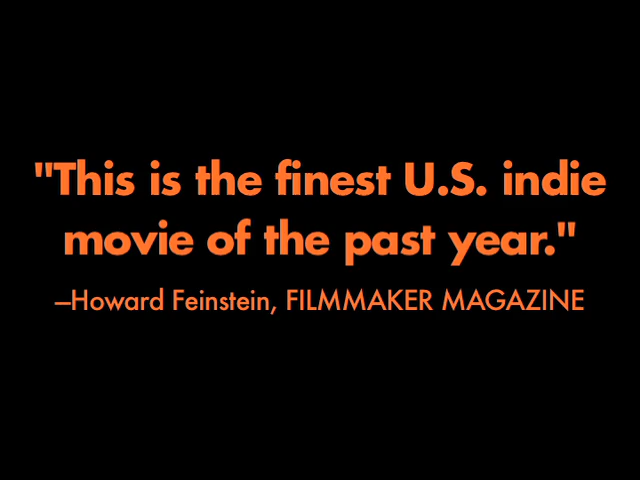 "This is the finest U.S. indie
movie of the past year."
–Howard Feinstein, FILMMAKER MAGAZINE